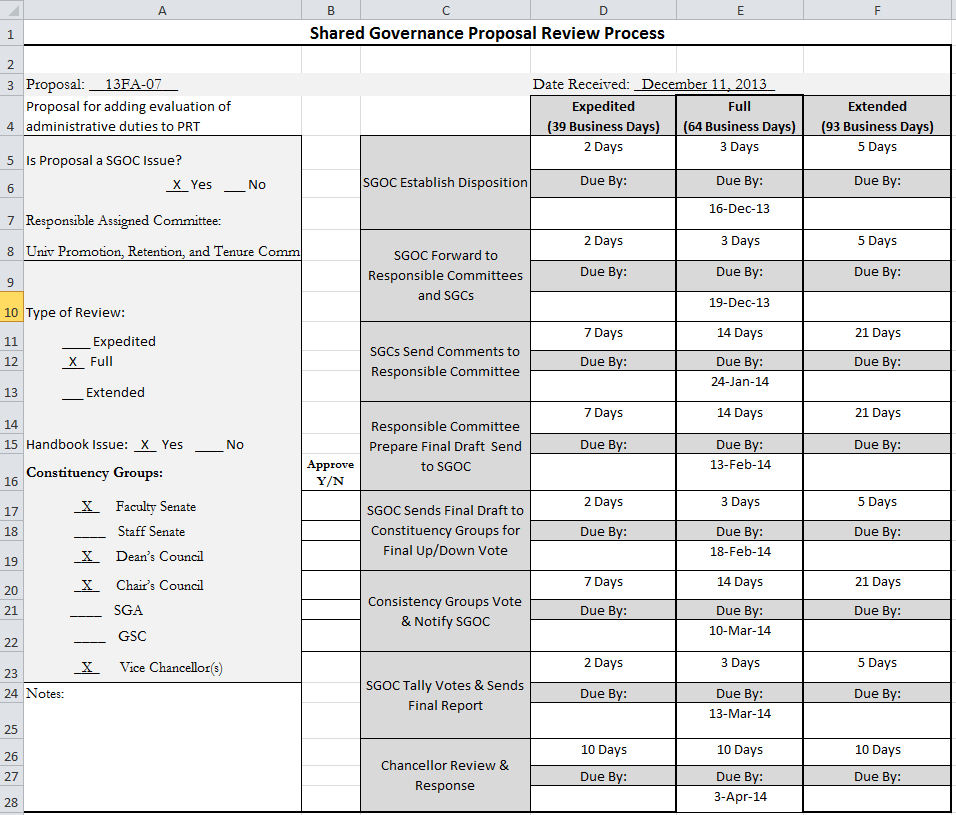 A B C D E F
1 Shared Governance Proposal Review Process
2
3 Proposal: __13FA-07__ Date Received: _December 11, 2013_
4 Proposal for adding evaluation of administrative duties to PRT Expedited (39 Business Days) Full (64 Business Days) Extended (93 Business Days)
5 Is Proposal a SGOC Issue? 2 Days 3 Days 5 Days
6 _X_ Yes ___ No SGOC Establish Disposition Due By: Due By: Due By:
7 Responsible Assigned Committee: 16-Dec-13
8 Univ Promotion, Retention, and Tenure Comm 2 Days 3 Days 5 Days
9 SGOC Forward to Responsible Committees and SGCs Due By: Due By: Due By:
10 Type of Review: 19-Dec-13
11 ____ Expedited 7 Days 14 Days 21 Days
12 _X_ Full SGCs Send Comments to Responsible Committee Due By: Due By: Due By:
13 ___ Extended 24-Jan-14
14 7 Days 14 Days 21 Days
15 Handbook Issue: _X_ Yes ____ No Responsible Committee Prepare Final Draft Send to SGOC Due By: Due By: Due By:
16 Constituency Groups: Approve Y/N 13-Feb-14
17 _X_ Faculty Senate 2 Days 3 Days 5 Days
18 ____ Staff Senate SGOC Sends Final Draft to Constituency Groups for Final Up/Down Vote Due By: Due By: Due By:
19 _X_ Dean's Council 18-Feb-14
20 _X_ Chair's Council 7 Days 14 Days 21 Days
21 ____ SGA Consistency Groups Vote & Notify SGOC Due By: Due By: Due By:
22 ____ GSC 10-Mar-14
23 _X_ Vice Chancellor(s) 2 Days 3 Days 5 Days
24 Notes: SGOC Tally Votes & Sends Final Report Due By: Due By: Due By:
25 13-Mar-14
26 10 Days 10 Days 10 Days
27 Chancellor Review & Response Due By: Due By: Due By:
28 3-Apr-14